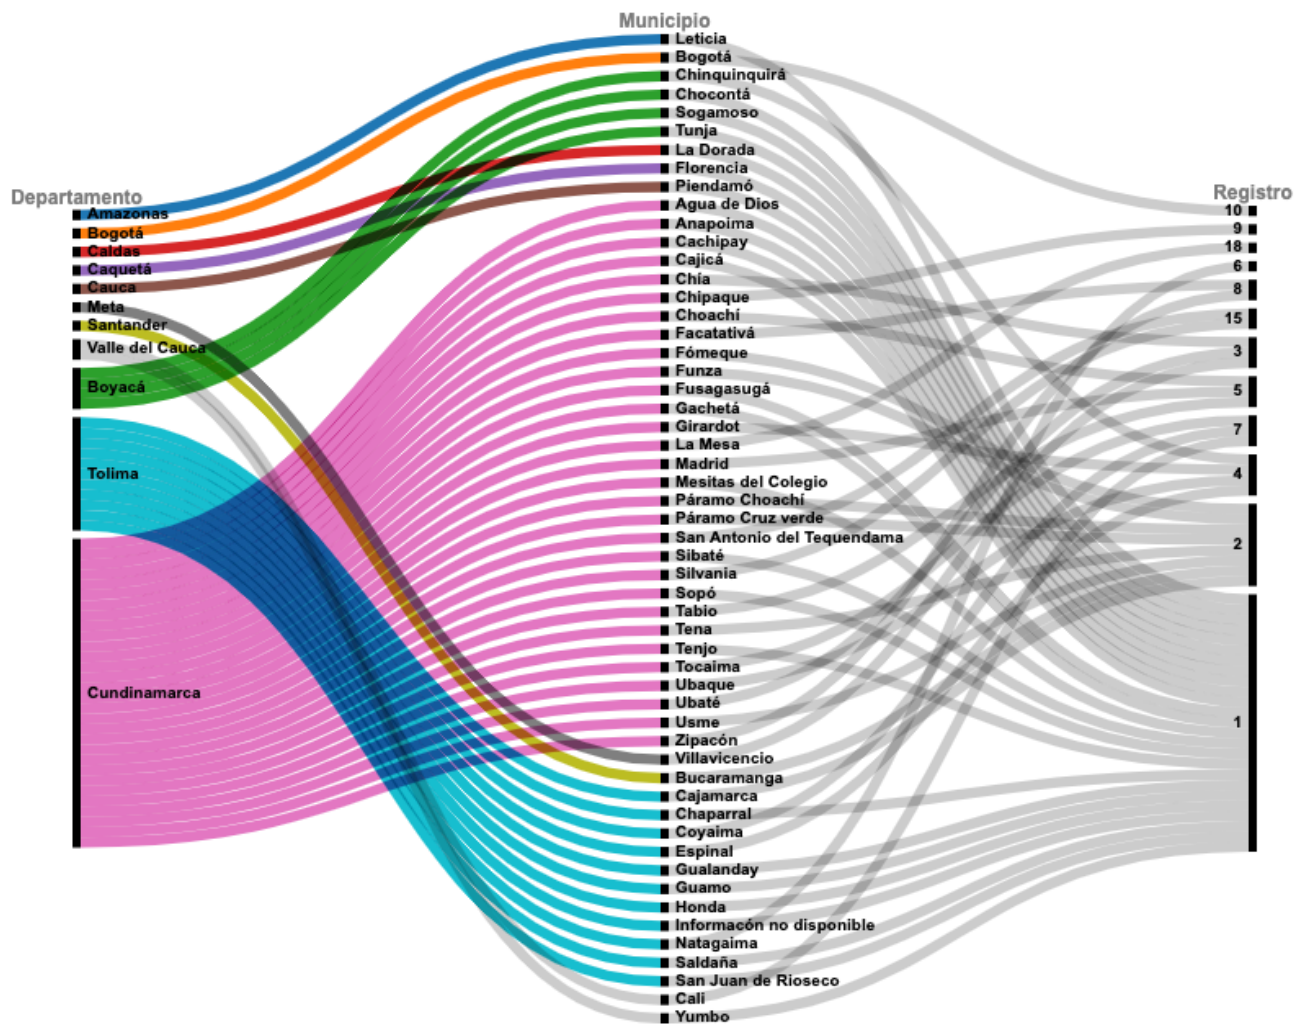 Municipio
Departamento
Registro
Amazonas
Bogotá
Caldas
Caquetá
Cauca
Meta
Santander
Valle del Cauca
Boyacá
Tolima
Cundinamarca
Leticia
Bogotá
Chinquinquirá
Chocontá
Sogamoso
Tunja
La Dorada
Florencia
Piendamó
Agua de Dios
Anapoima
Cachipay
Cajicá
Chía
Chipaque
Choachí
Facatativá
Fómeque
Funza
Fusagasugá
Gachetá
Girardot
La Mesa
Madrid
Mesitas del Colegio
Páramo Choachí
Páramo Cruz verde
San Antonio del Tequendama
Sibaté
Silvania
Sopó
Tabio
Tena
Tenjo
Tocaima
Ubaque
Ubaté
Usme
Zipacón
Villavicencio
Bucaramanga
Cajamarca
Chaparral
Coyaima
Espinal
Gualanday
Guamo
Honda
Informacón no disponible
Natagaima
Saldaña
San Juan de Rioseco
Cali
Yumbo
10
9
18
6
8
15
3
5
7
4
2
1